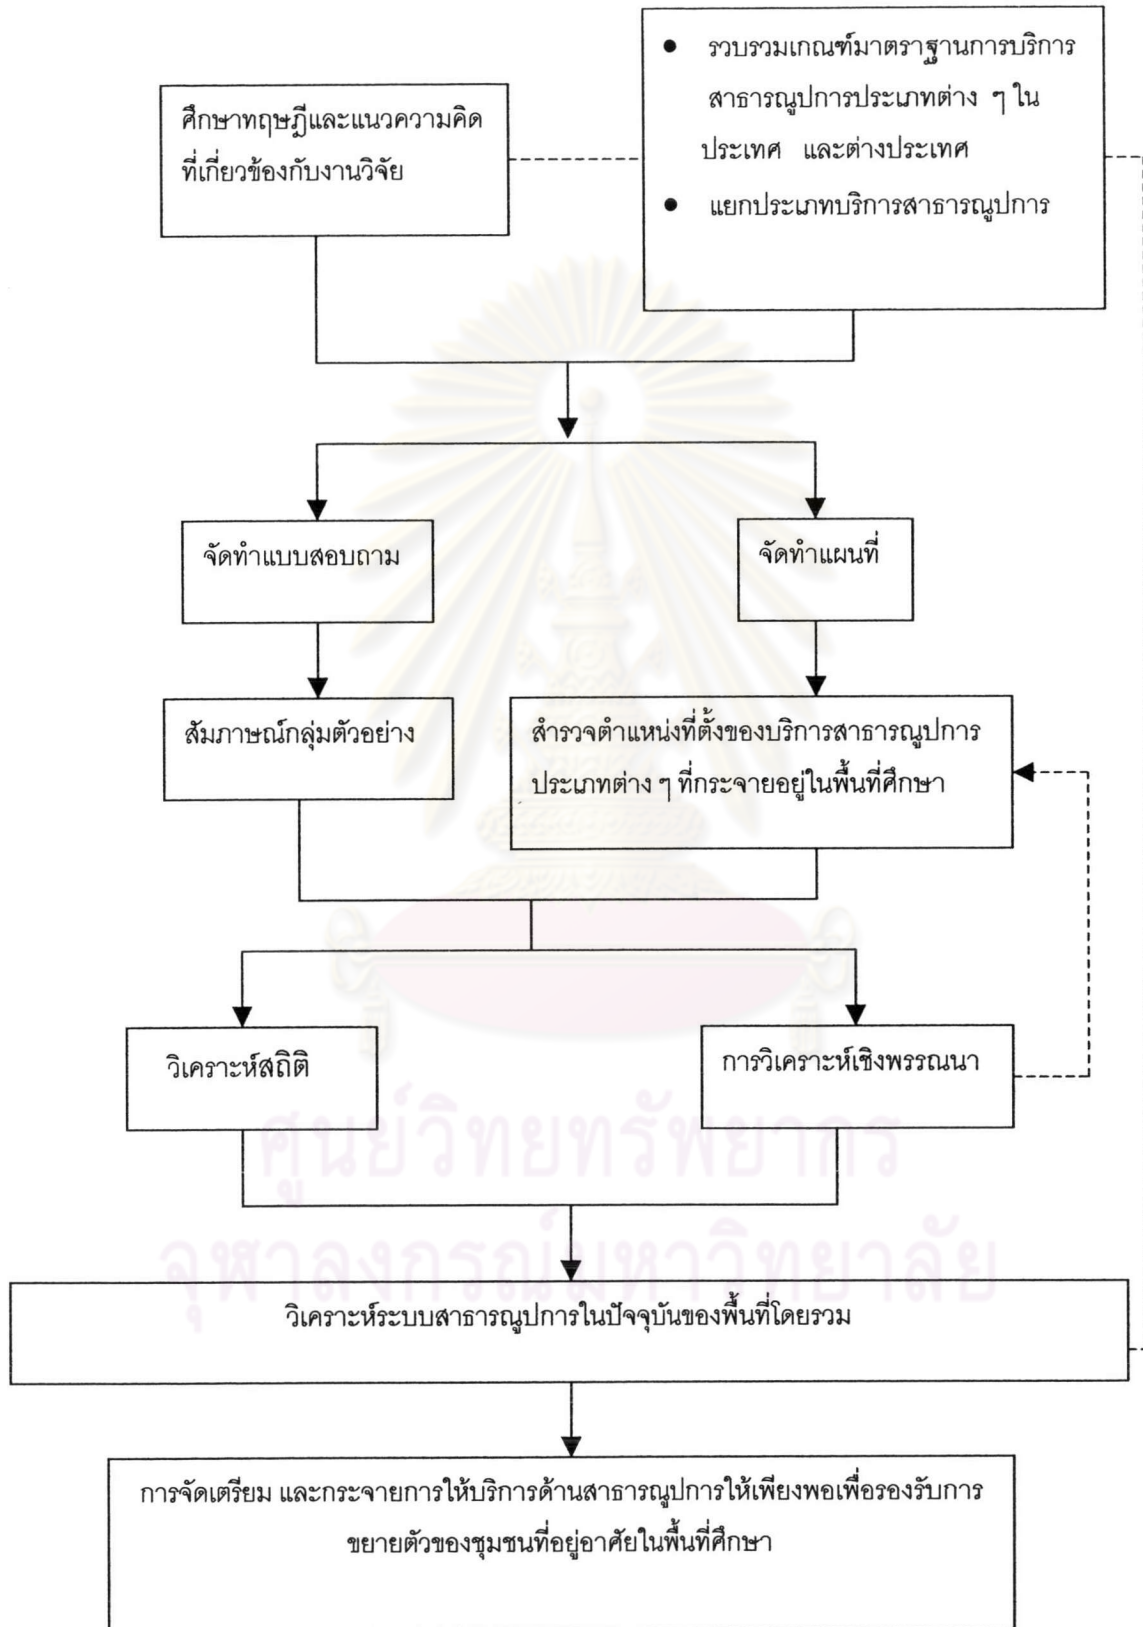 ศึกษาทฤษฎีและแนวความคิด
ที่เกี่ยวข้องกับงานวิจัย
● รวบรวมเกณฑ์มาตราฐานการบริการ
สาธารณูปการประเภทต่าง ๆ ใน
ประเทศ และต่างประเทศ
● แยกประเภทบริการสาธารณูปการ
จัดทำแบบสอบถาม
จัดทำแผนที่
สัมภาษณ์กลุ่มตัวอย่าง
สำรวจตำแหน่งที่ตั้งของบริการสาธารณูปการ
ประเภทต่าง ๆ ที่กระจายอยู่ในพื้นที่ศึกษา
วิเคราะห์สถิติ
การวิเคราะห์เชิงพรรณนา
ศูนย์วิทยทรัพยากร
จุฬาลงกรณ์มหาวิทยาลัย
วิเคราะห์ระบบสาธารณูปการในปัจจุบันของพื้นที่โดยรวม
การจัดเตรียม และกระจายการให้บริการด้านสาธารณูปการให้เพียงพอเพื่อรองรับการ
ขยายตัวของชุมชนที่อยู่อาศัยในพื้นที่ศึกษา